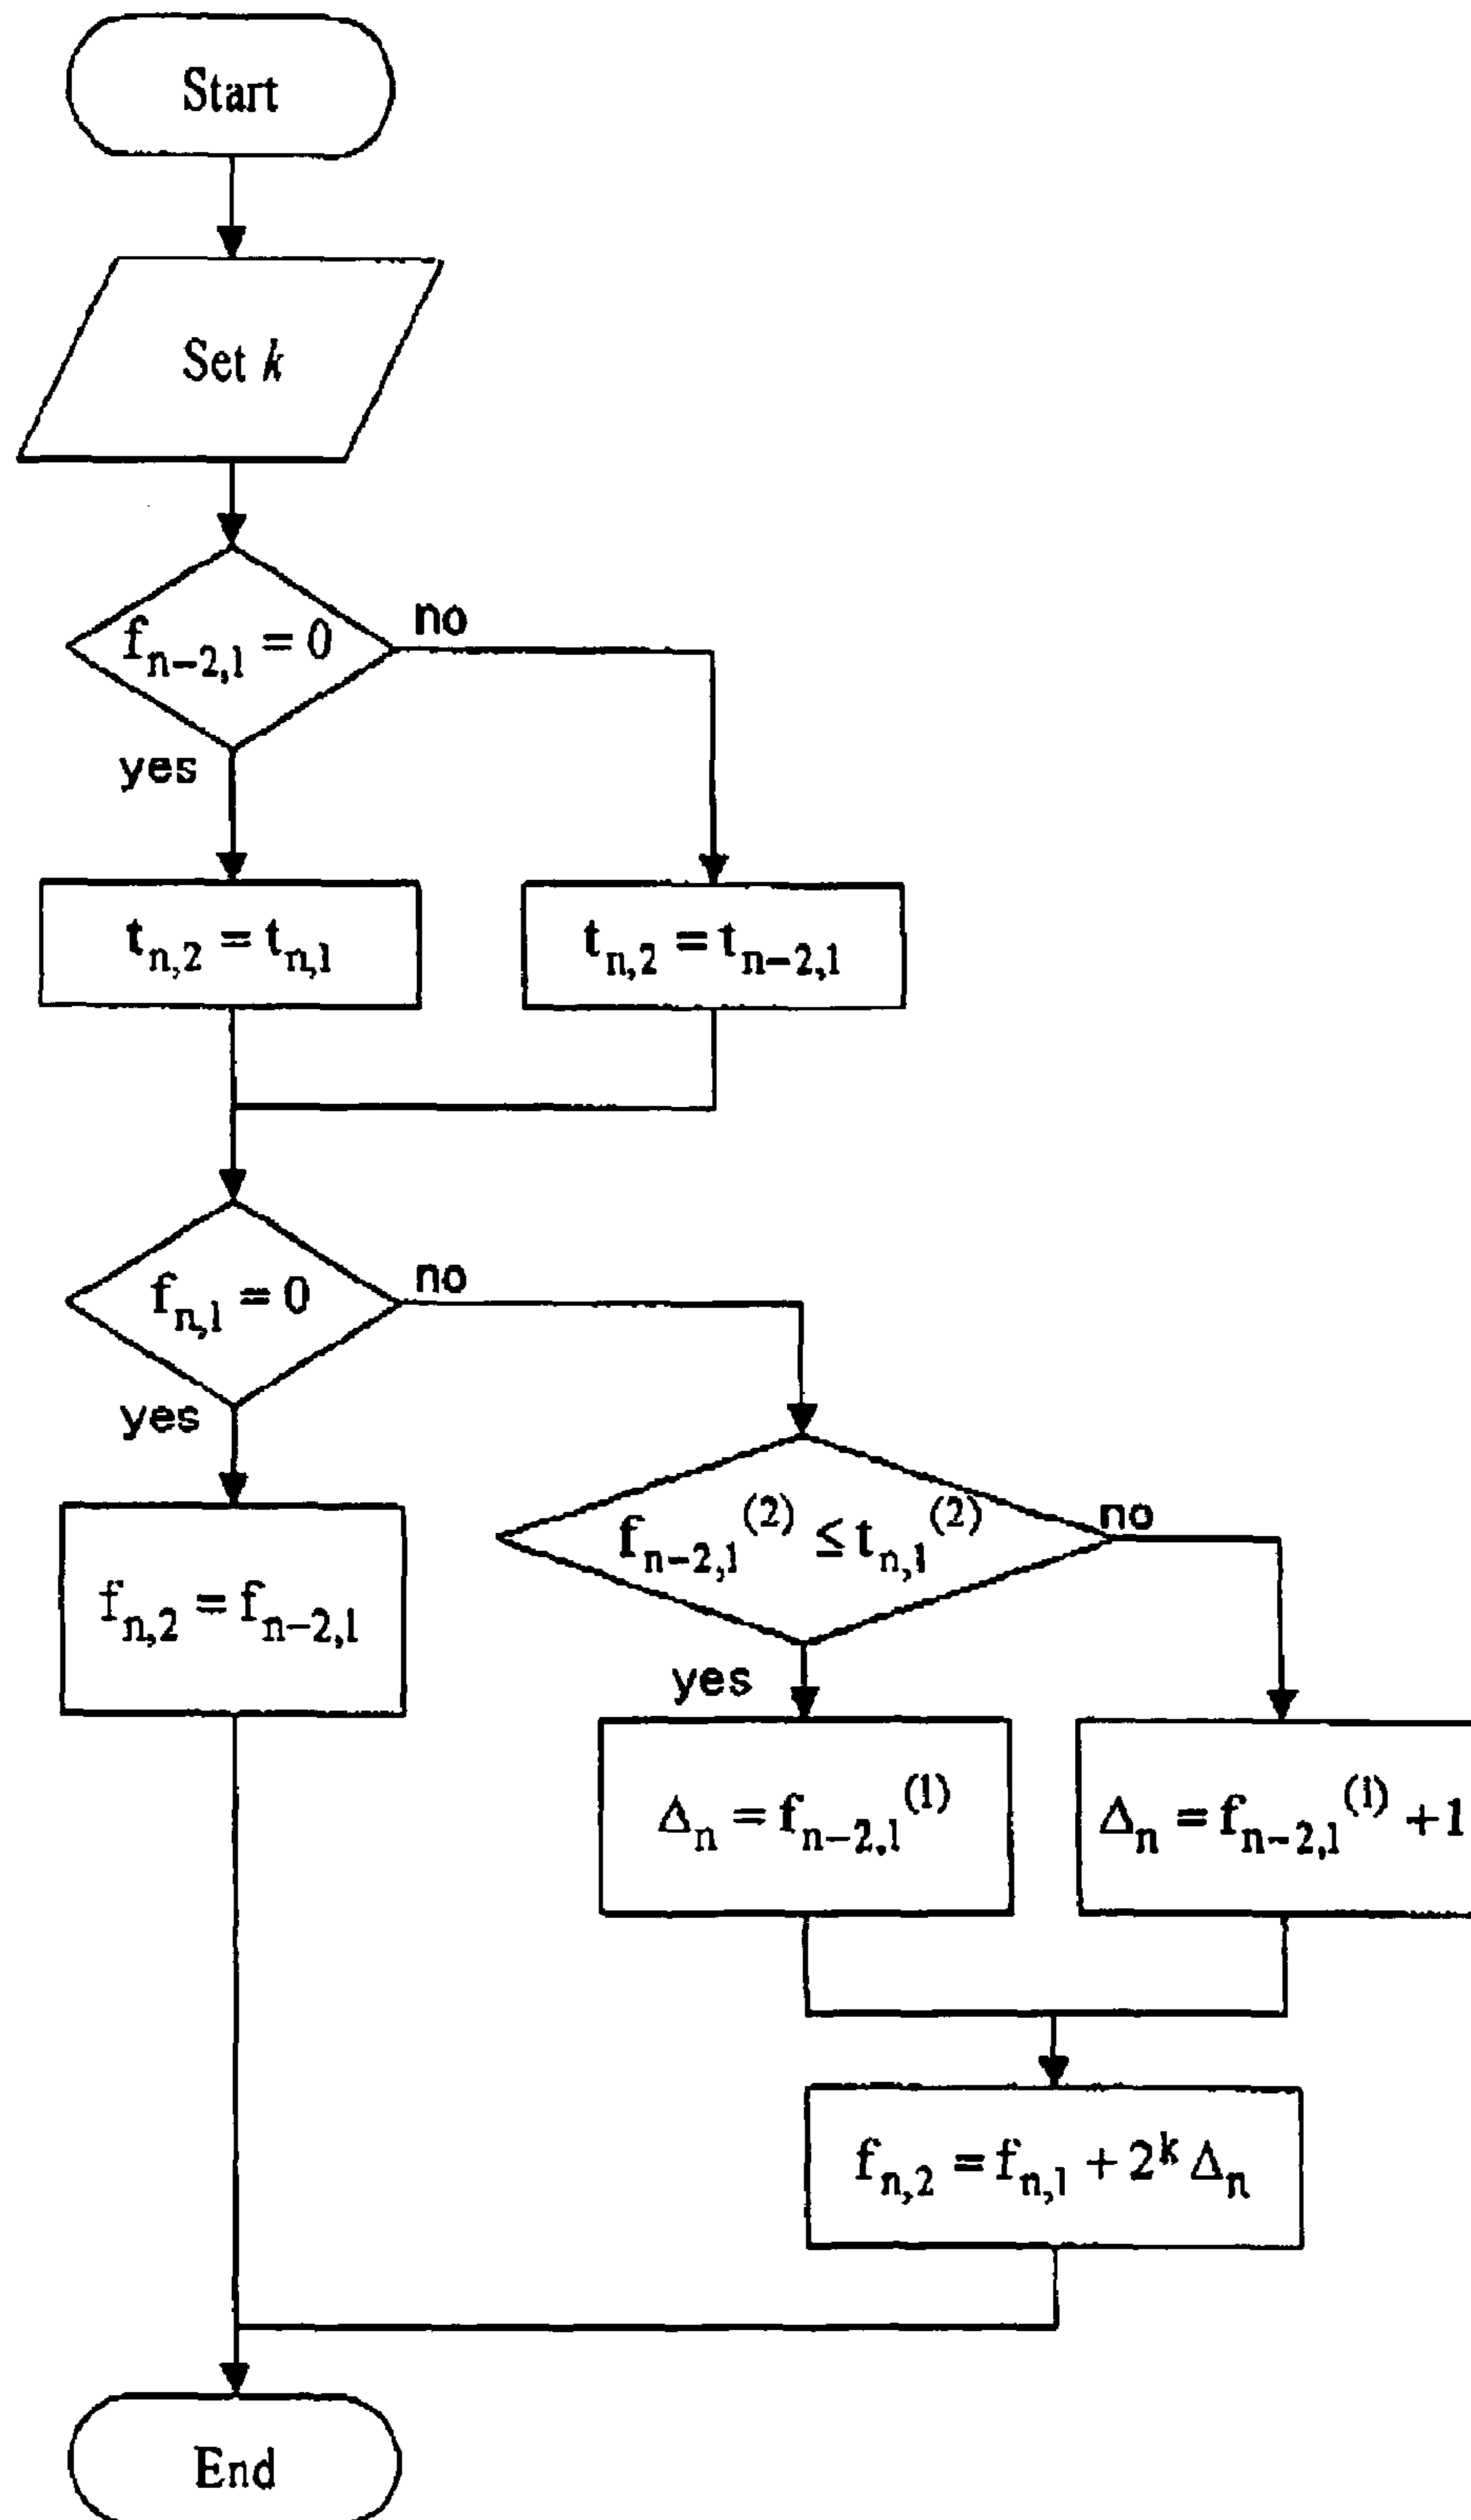 Start
Set k
f_{n-2,1} = 0
no
yes
t_{n,2} = t_{n,1}
t_{n,2} = t_{n-2,1}
f_{n,1} = 0
no
yes
f_{n-2,1}^{(2)} ≤ t_{n,1}^{(2)}
no
yes
f_{n,2} = f_{n-2,1}
Δ_n = f_{n-2,1}^{(1)}
Δ_n = f_{n-2,1}^{(1)} +1
f_{n,2} = f_{n,1} + 2^k Δ_n
End